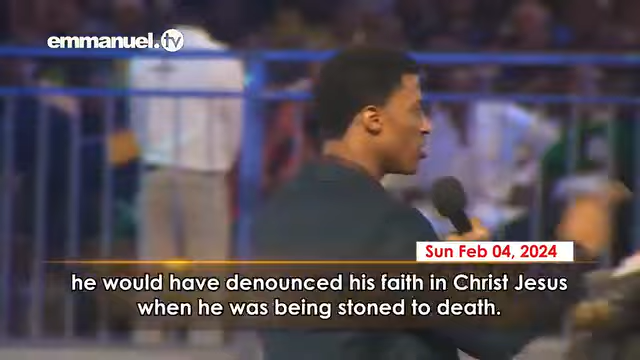 emmanuel.tv
Sun Feb 04, 2024
he would have denounced his faith in Christ Jesus
when he was being stoned to death.